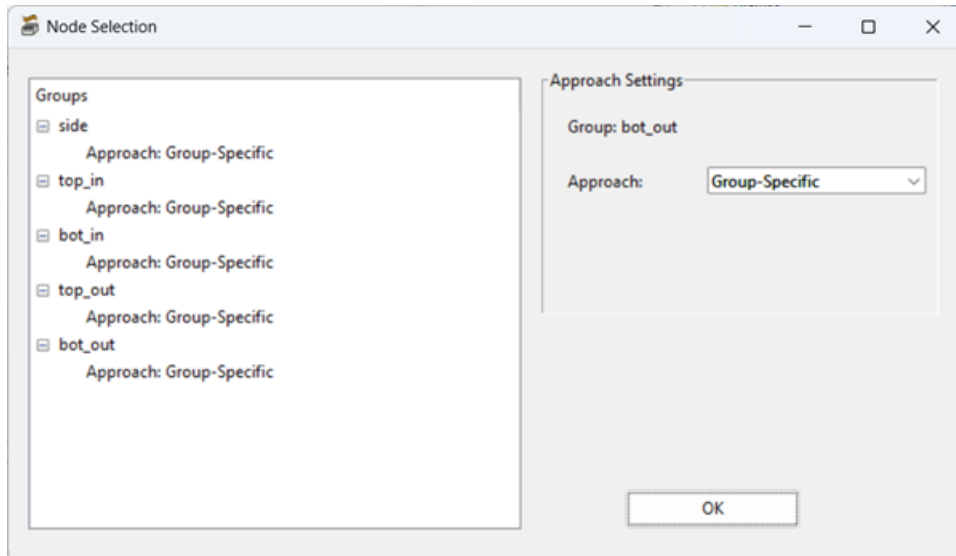 Node Selection
Groups
side
Approach: Group-Specific
top_in
Approach: Group-Specific
bot_in
Approach: Group-Specific
top_out
Approach: Group-Specific
bot_out
Approach: Group-Specific
Approach Settings
Group: bot_out
Approach: Group-Specific
OK